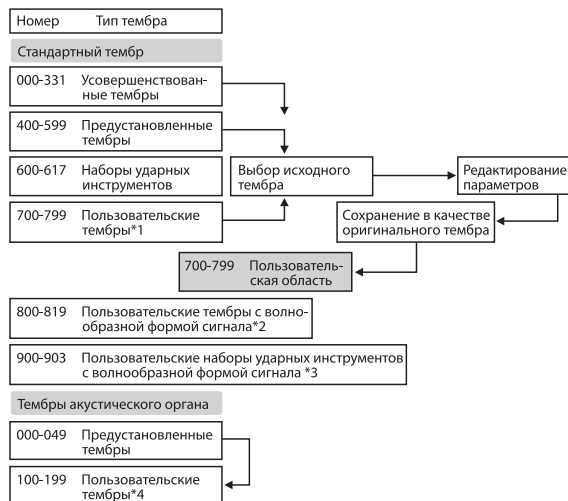 Номер Тип тембра
Стандартный тембр
000-331 Усовершенствован-
ные тембры
400-599 Предустановленные
тембры
600-617 Наборы ударных
инструментов
Выбор исходного
тембра
Редактирование
параметров
700-799 Пользовательские
тембры*1
Сохранение в качестве
оригинального тембра
700-799 Пользователь-
ская область
800-819 Пользовательские тембры с волно-
образной формой сигнала*2
900-903 Пользовательские наборы ударных инструментов
с волнообразной формой сигнала *3
Тембры акустического органа
000-049 Предустановленные
тембры
100-199 Пользовательские
тембры*4